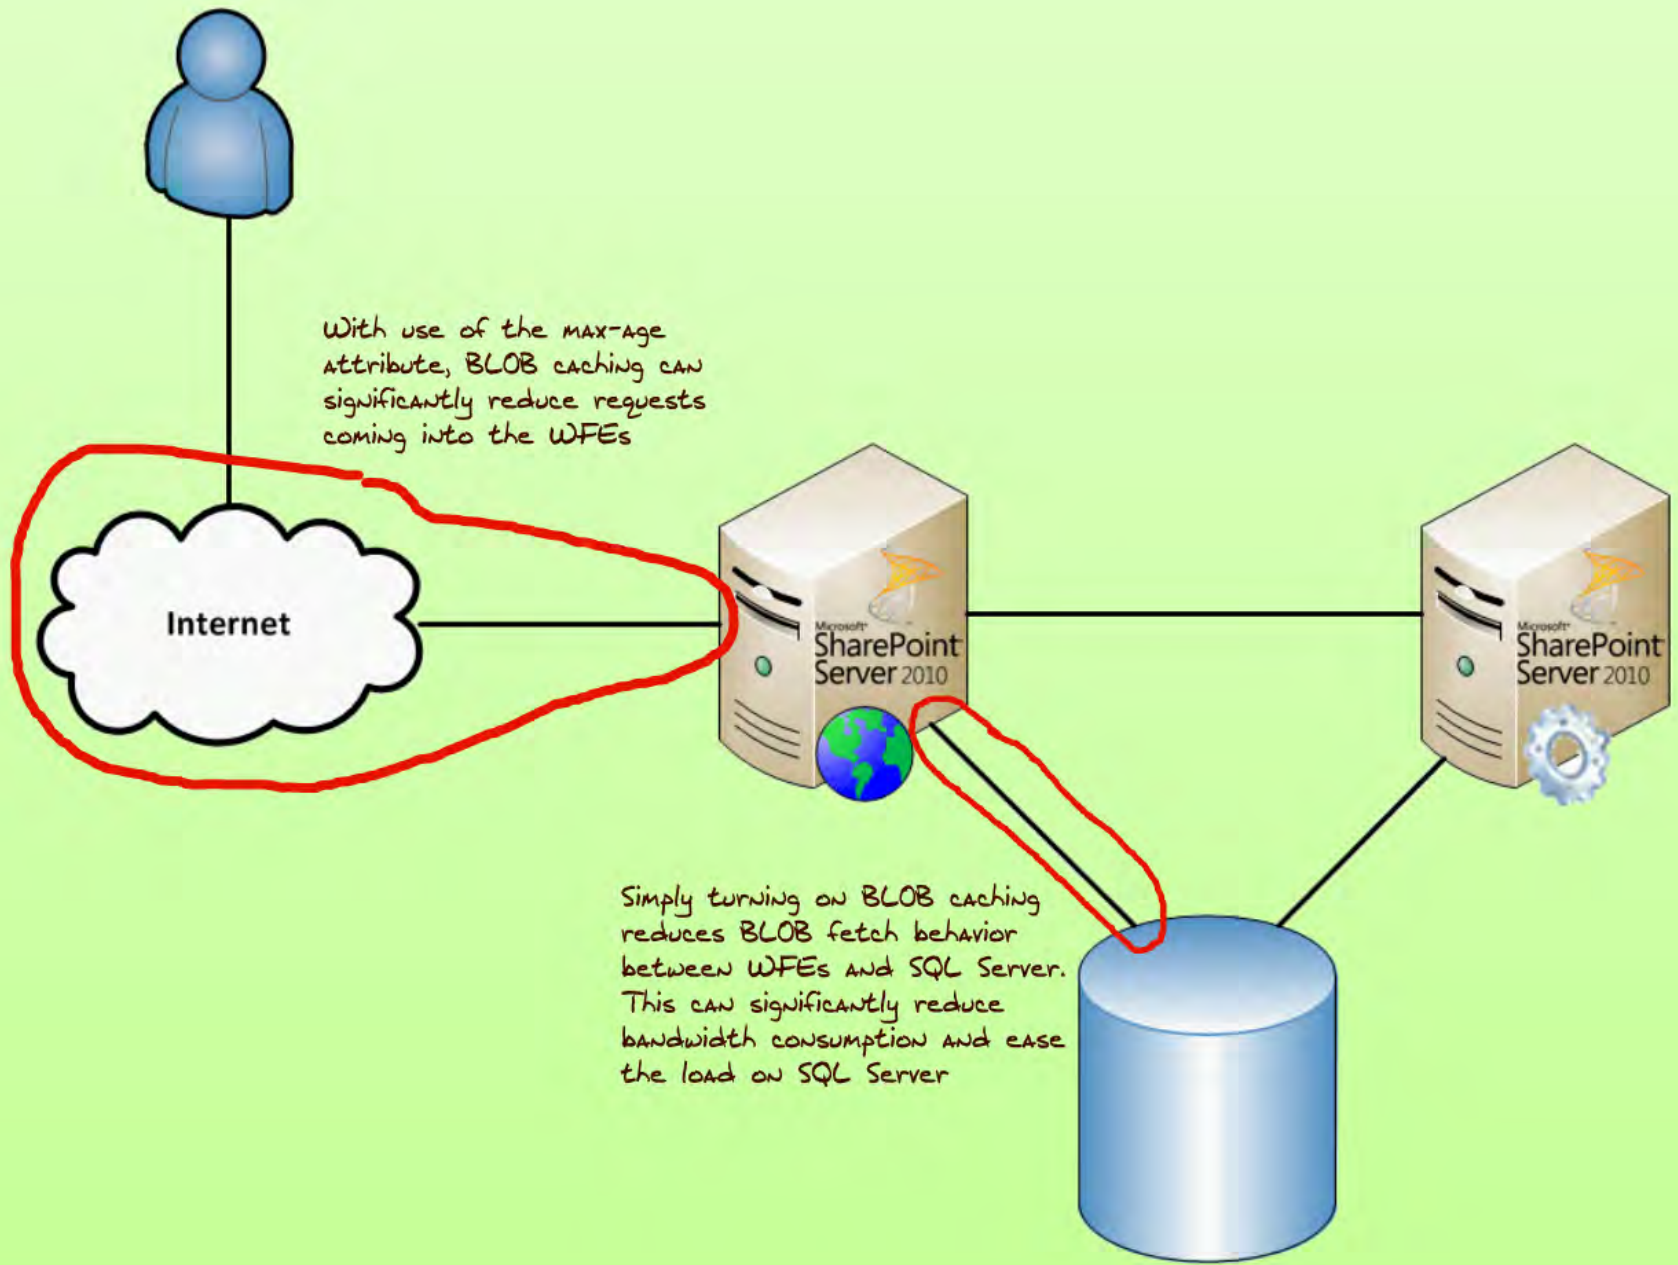 With use of the max-age
attribute, BLOB caching can
significantly reduce requests
coming into the WFEs
Internet
Microsoft
SharePoint
Server 2010
Microsoft
SharePoint
Server 2010
Simply turning on BLOB caching
reduces BLOB fetch behavior
between WFEs and SQL Server.
This can significantly reduce
bandwidth consumption and ease
the load on SQL Server